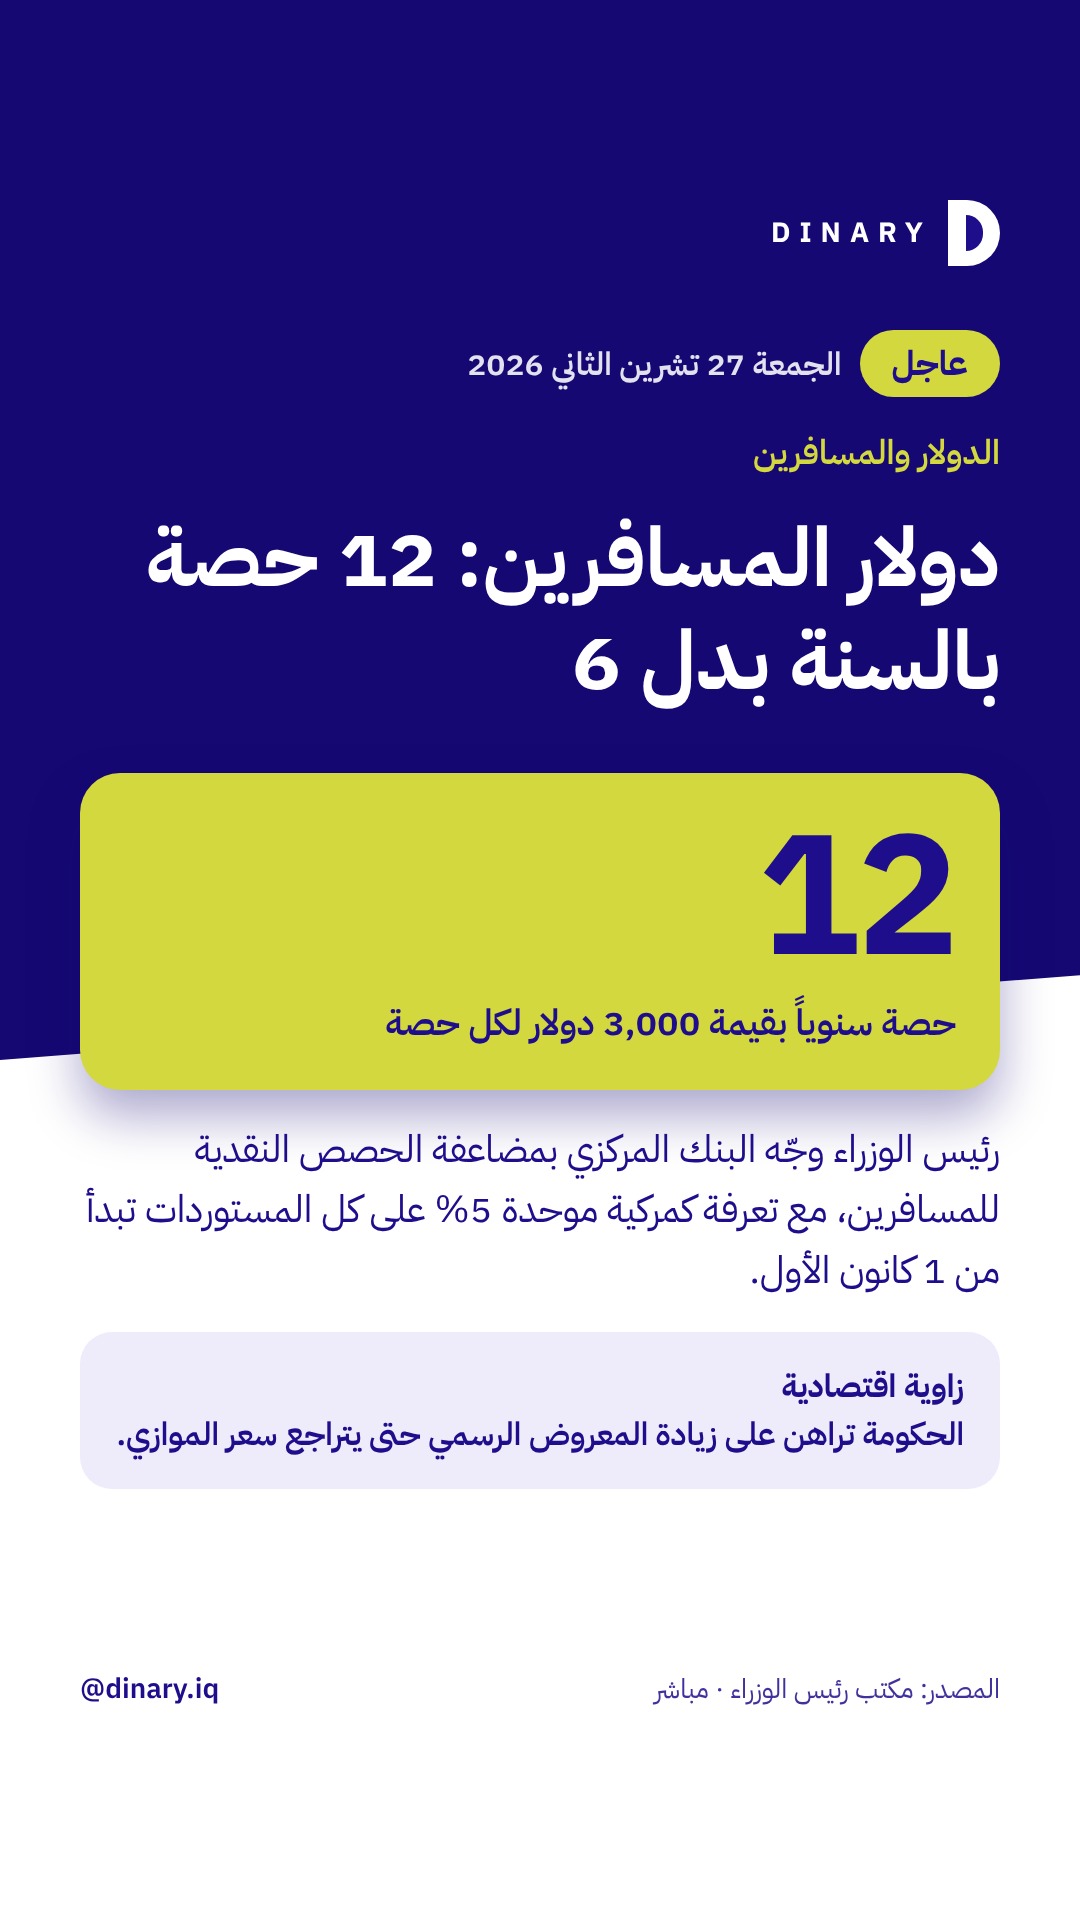 DINARY D
عاجل الجمعة 27 تشرين الثاني 2026
الدولار والمسافرين
دولار المسافرين: 12 حصة
بالسنة بدل 6
12
حصة سنوياً بقيمة 3,000 دولار لكل حصة
رئيس الوزراء وجّه البنك المركزي بمضاعفة الحصص النقدية
للمسافرين، مع تعرفة كمركية موحدة 5% على كل المستوردات تبدأ
من 1 كانون الأول.
زاوية اقتصادية
الحكومة تراهن على زيادة المعروض الرسمي حتى يتراجع سعر الموازي.
المصدر: مكتب رئيس الوزراء · مباشر
@dinary.iq